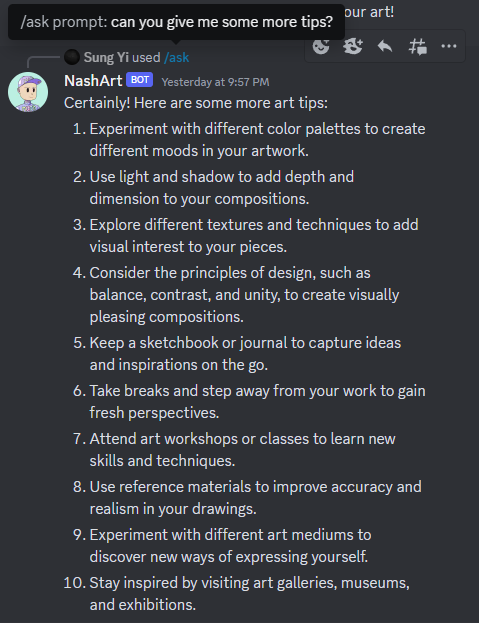 our art!
/ask prompt: can you give me some more tips?
Sung Yi used /ask
NashArt BOT Yesterday at 9:57 PM
Certainly! Here are some more art tips:
1. Experiment with different color palettes to create
different moods in your artwork.
2. Use light and shadow to add depth and
dimension to your compositions.
3. Explore different textures and techniques to add
visual interest to your pieces.
4. Consider the principles of design, such as
balance, contrast, and unity, to create visually
pleasing compositions.
5. Keep a sketchbook or journal to capture ideas
and inspirations on the go.
6. Take breaks and step away from your work to gain
fresh perspectives.
7. Attend art workshops or classes to learn new
skills and techniques.
8. Use reference materials to improve accuracy and
realism in your drawings.
9. Experiment with different art mediums to
discover new ways of expressing yourself.
10. Stay inspired by visiting art galleries, museums,
and exhibitions.